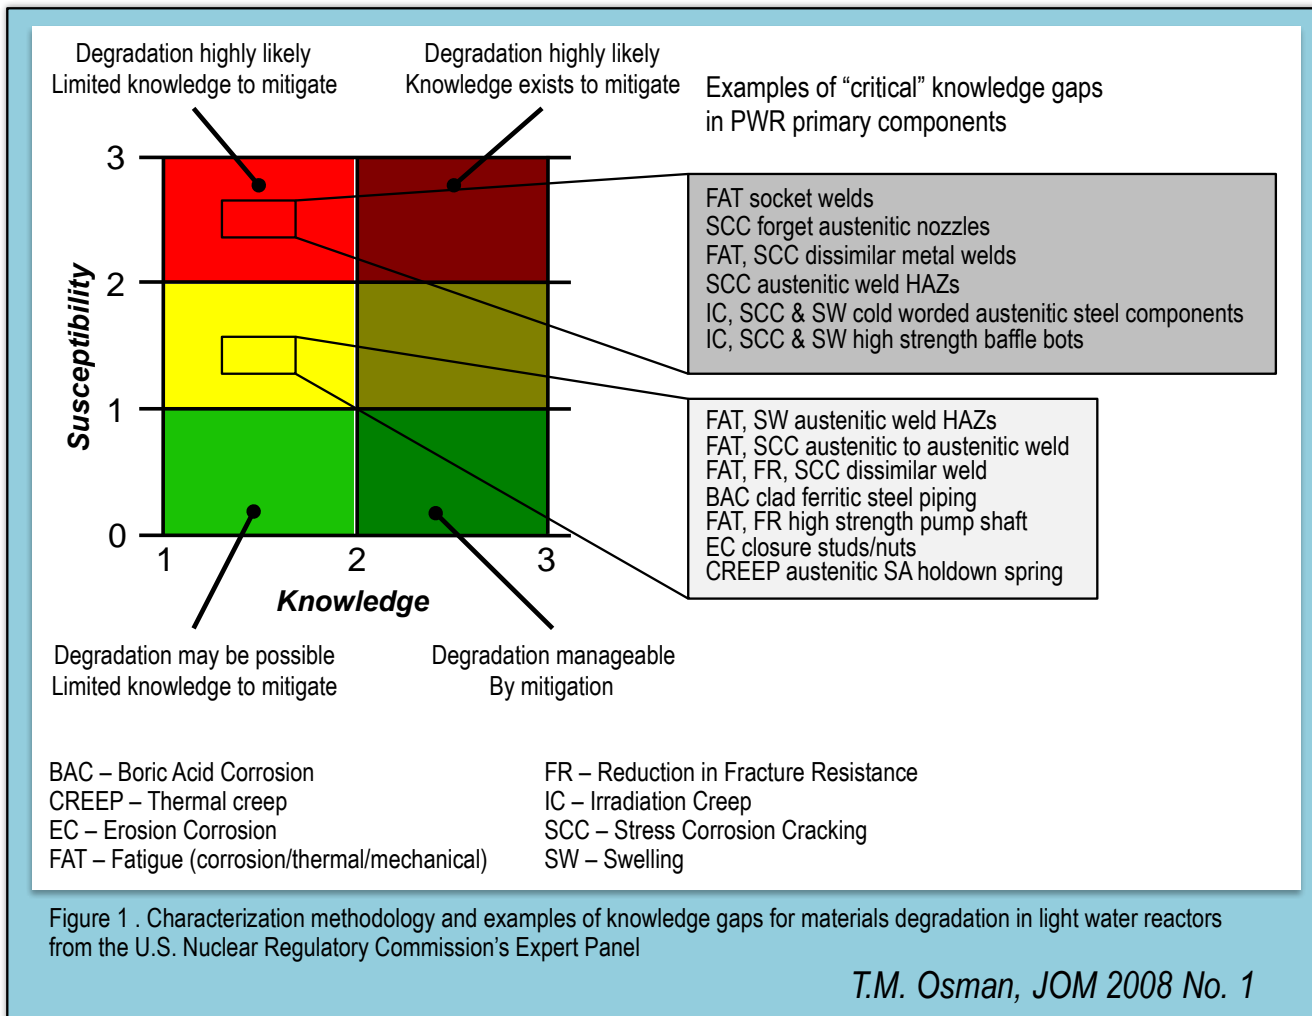 Degradation highly likely
Limited knowledge to mitigate
Degradation highly likely
Knowledge exists to mitigate
Examples of “critical” knowledge gaps
in PWR primary components
3
2
1
0
Susceptibility
1
2
3
Knowledge
FAT socket welds
SCC forget austenitic nozzles
FAT, SCC dissimilar metal welds
SCC austenitic weld HAZs
IC, SCC & SW cold worded austenitic steel components
IC, SCC & SW high strength baffle bots
FAT, SW austenitic weld HAZs
FAT, SCC austenitic to austenitic weld
FAT, FR, SCC dissimilar weld
BAC clad ferritic steel piping
FAT, FR high strength pump shaft
EC closure studs/nuts
CREEP austenitic SA holdown spring
Degradation may be possible
Limited knowledge to mitigate
Degradation manageable
By mitigation
BAC – Boric Acid Corrosion
CREEP – Thermal creep
EC – Erosion Corrosion
FAT – Fatigue (corrosion/thermal/mechanical)
FR – Reduction in Fracture Resistance
IC – Irradiation Creep
SCC – Stress Corrosion Cracking
SW – Swelling
Figure 1 . Characterization methodology and examples of knowledge gaps for materials degradation in light water reactors
from the U.S. Nuclear Regulatory Commission’s Expert Panel
T.M. Osman, JOM 2008 No. 1